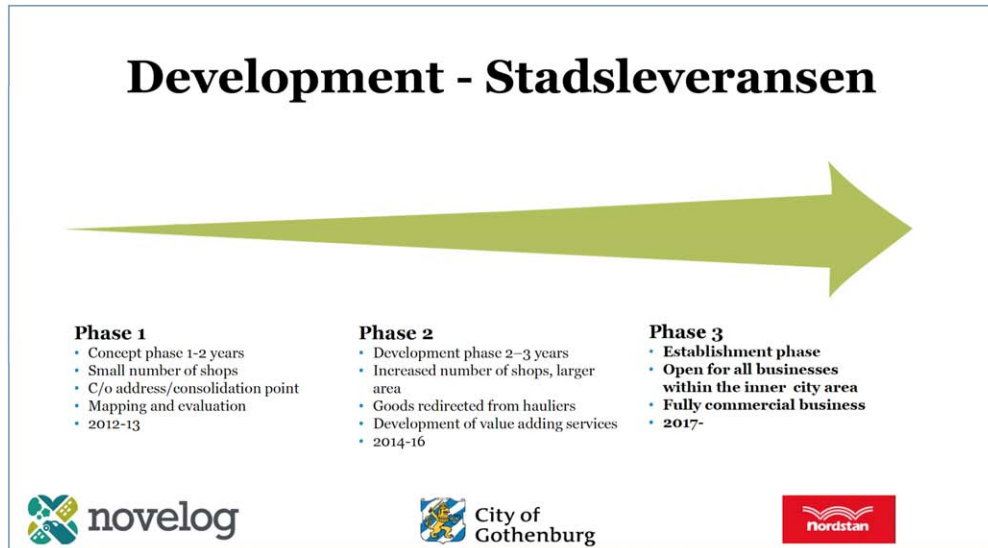 Development - Stadsleveransen
Phase 1
• Concept phase 1-2 years
• Small number of shops
• C/o address/consolidation point
• Mapping and evaluation
• 2012-13
Phase 2
• Development phase 2–3 years
• Increased number of shops, larger
area
• Goods redirected from hauliers
• Development of value adding services
• 2014-16
Phase 3
• Establishment phase
• Open for all businesses
within the inner city area
• Fully commercial business
• 2017-
novelog
City of
Gothenburg
nordstan